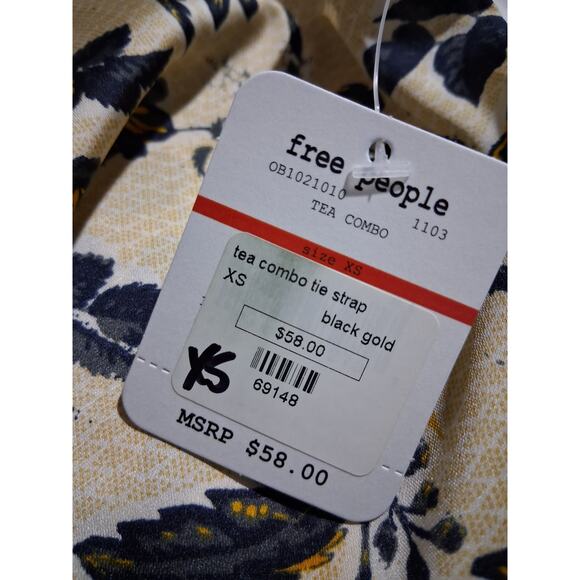 free people
OB1021010 1103
TEA COMBO
size XS
tea combo tie strap
XS
black gold
$58.00
XS
69148
MSRP $58.00